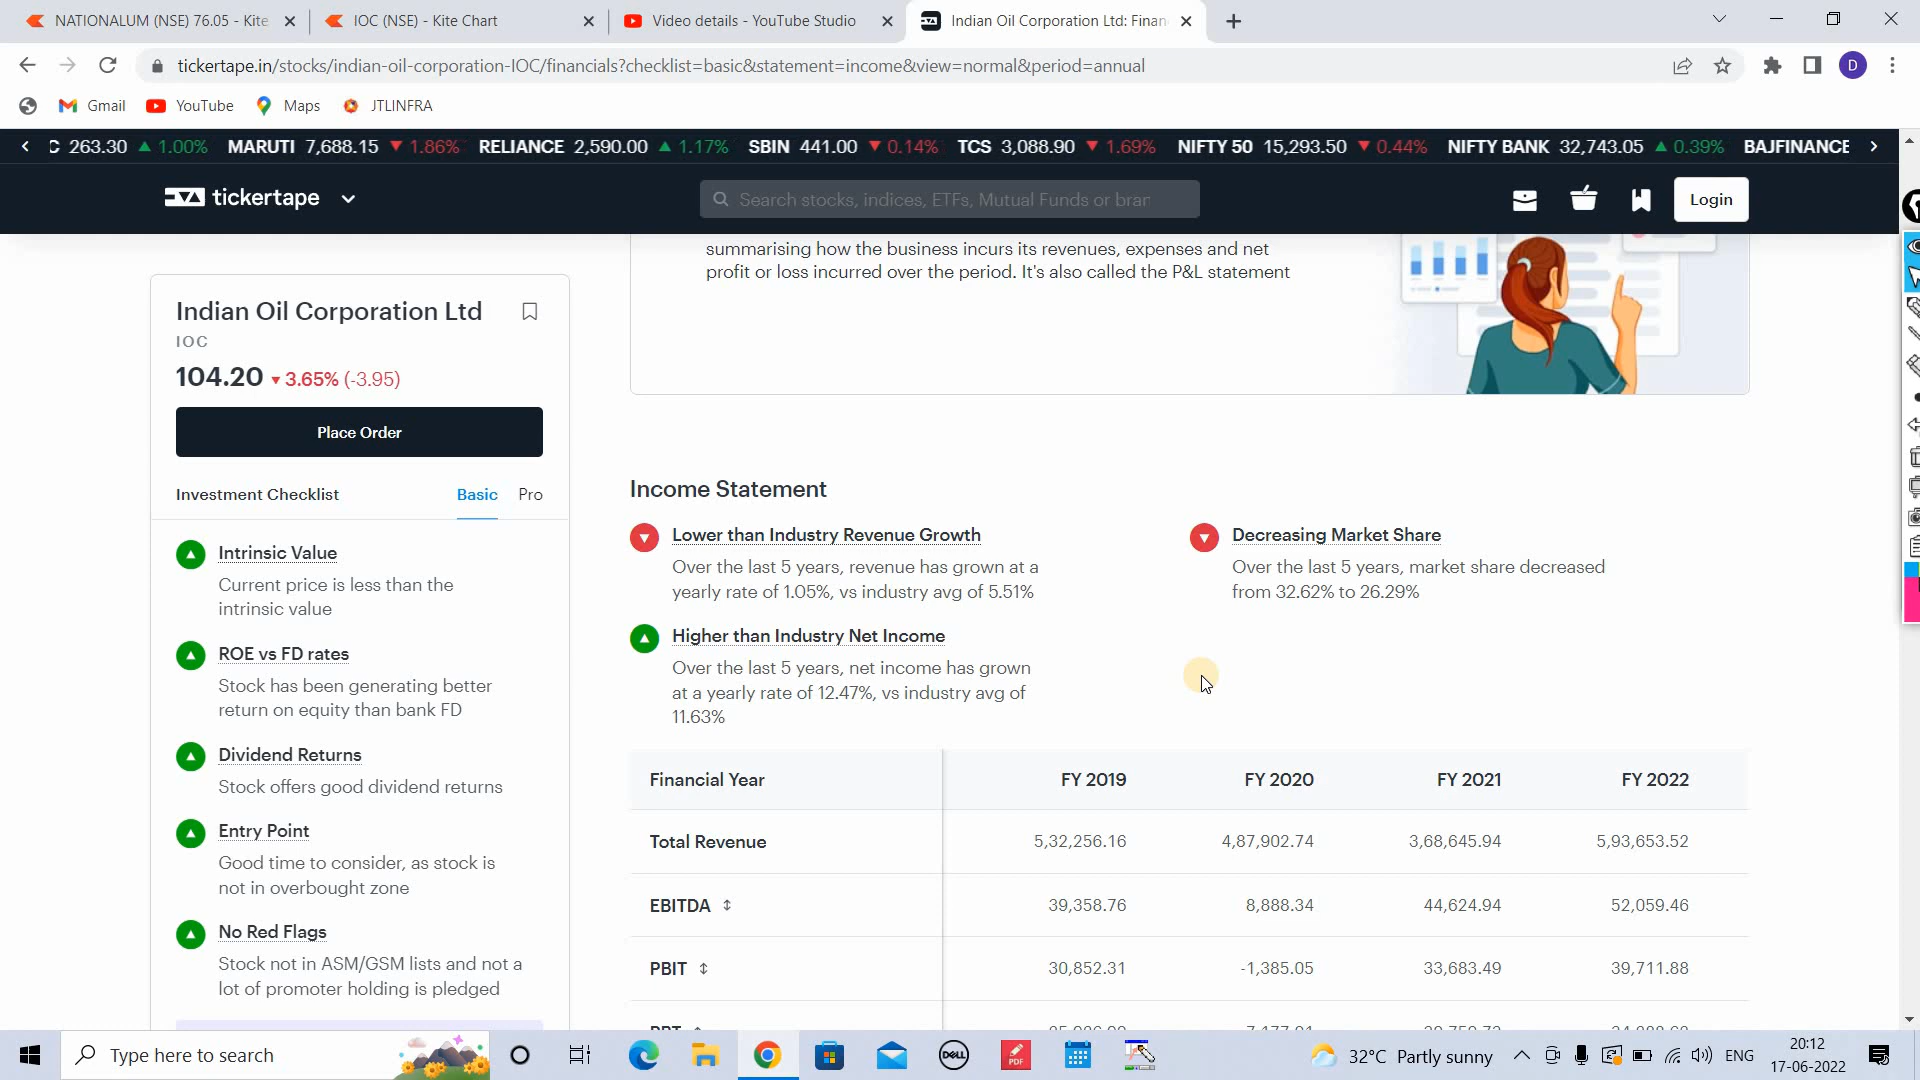 NATIONALUM (NSE) 76.05 - Kite
IOC (NSE) - Kite Chart
Video details - YouTube Studio
Indian Oil Corporation Ltd: Finan
tickertape.in/stocks/indian-oil-corporation-IOC/financials?checklist=basic&statement=income&view=normal&period=annual
D
Gmail
YouTube
Maps
JTLINFRA
C 263.30 ▲ 1.00% MARUTI 7,688.15 ▼ 1.86% RELIANCE 2,590.00 ▲ 1.17% SBIN 441.00 ▼ 0.14% TCS 3,088.90 ▼ 1.69% NIFTY 50 15,293.50 ▼ 0.44% NIFTY BANK 32,743.05 ▲ 0.39% BAJFINANCE
tickertape
Search stocks, indices, ETFs, Mutual Funds or bran
Login
summarising how the business incurs its revenues, expenses and net
profit or loss incurred over the period. It's also called the P&L statement
Indian Oil Corporation Ltd
IOC
104.20 ▼ 3.65% (-3.95)
Place Order
Investment Checklist Basic Pro
Intrinsic Value
Current price is less than the
intrinsic value
ROE vs FD rates
Stock has been generating better
return on equity than bank FD
Dividend Returns
Stock offers good dividend returns
Entry Point
Good time to consider, as stock is
not in overbought zone
No Red Flags
Stock not in ASM/GSM lists and not a
lot of promoter holding is pledged
Income Statement
Lower than Industry Revenue Growth
Over the last 5 years, revenue has grown at a
yearly rate of 1.05%, vs industry avg of 5.51%
Decreasing Market Share
Over the last 5 years, market share decreased
from 32.62% to 26.29%
Higher than Industry Net Income
Over the last 5 years, net income has grown
at a yearly rate of 12.47%, vs industry avg of
11.63%
Financial Year FY 2019 FY 2020 FY 2021 FY 2022
Total Revenue 5,32,256.16 4,87,902.74 3,68,645.94 5,93,653.52
EBITDA 39,358.76 8,888.34 44,624.94 52,059.46
PBIT 30,852.31 -1,385.05 33,683.49 39,711.88
Type here to search
DELL
PDF
32°C Partly sunny
ENG
20:12
17-06-2022